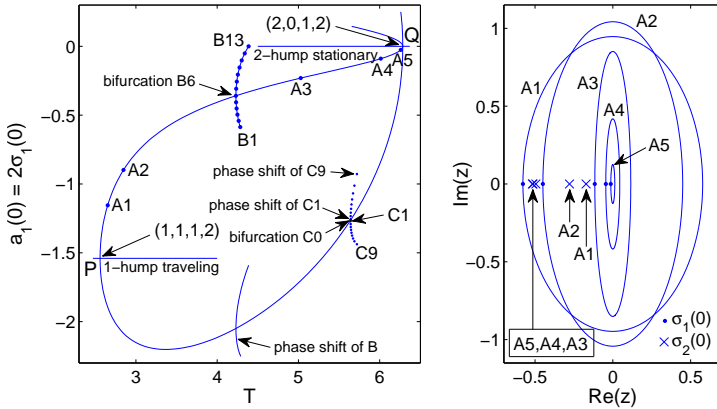 (2,0,1,2)
Q
B13
2-hump stationary
A5
A4
bifurcation B6
A3
B1
A2
phase shift of C9
A1
phase shift of C1
C1
(1,1,1,2)
bifurcation C0
C9
P
1-hump traveling
phase shift of B
0
−0.5
−1
−1.5
−2
3
4
5
6
T
a₁(0) = 2σ₁(0)
A2
A1
A3
A4
A5
A2
A1
A5,A4,A3
σ₁(0)
σ₂(0)
1
0.5
0
−0.5
−1
−0.5
0
0.5
Re(z)
Im(z)